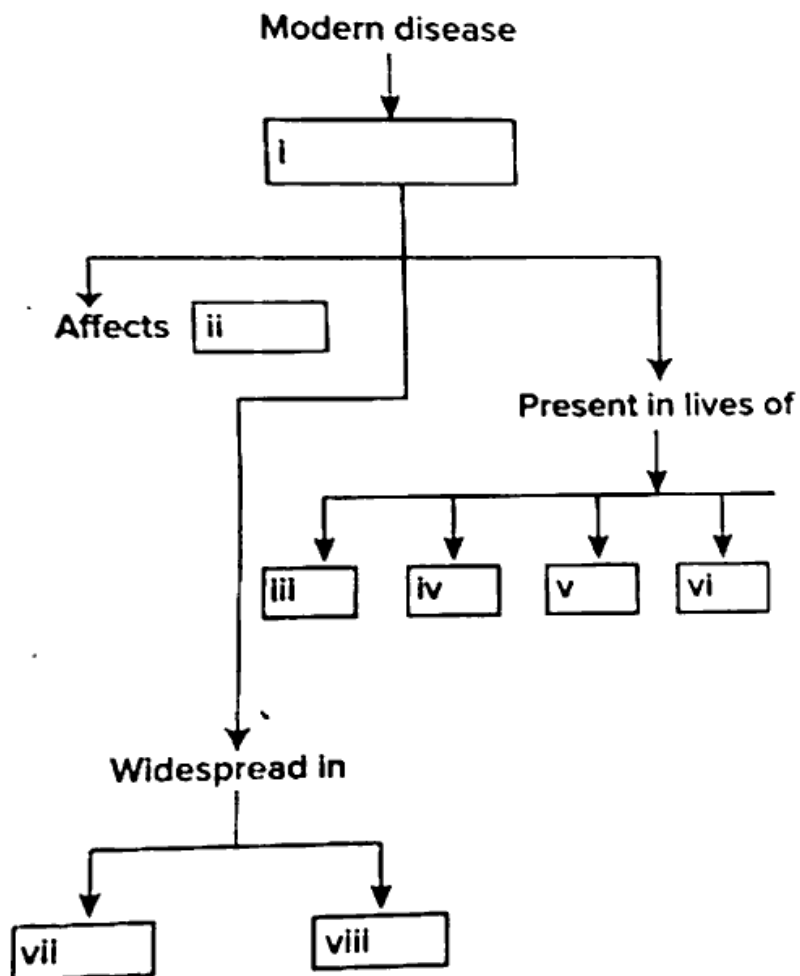 Modern disease
i
Affects ii
Present in lives of
iii iv v vi
Widespread in
vii viii